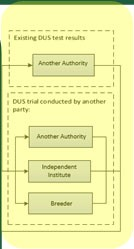 Existing DUS test results
Another Authority
DUS trial conducted by another
party:
Another Authority
Independent
Institute
Breeder